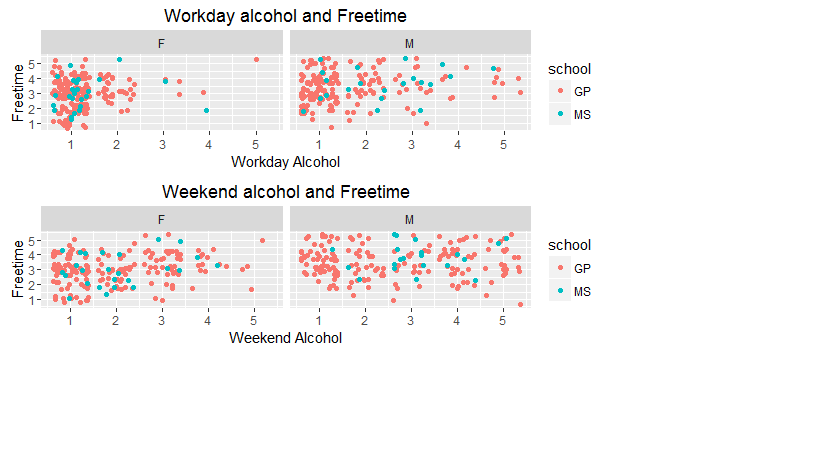 Workday alcohol and Freetime
F M
5
4
3
2
1
Freetime
1 2 3 4 5 1 2 3 4 5
Workday Alcohol
school
GP
MS
Weekend alcohol and Freetime
F M
5
4
3
2
1
Freetime
1 2 3 4 5 1 2 3 4 5
Weekend Alcohol
school
GP
MS